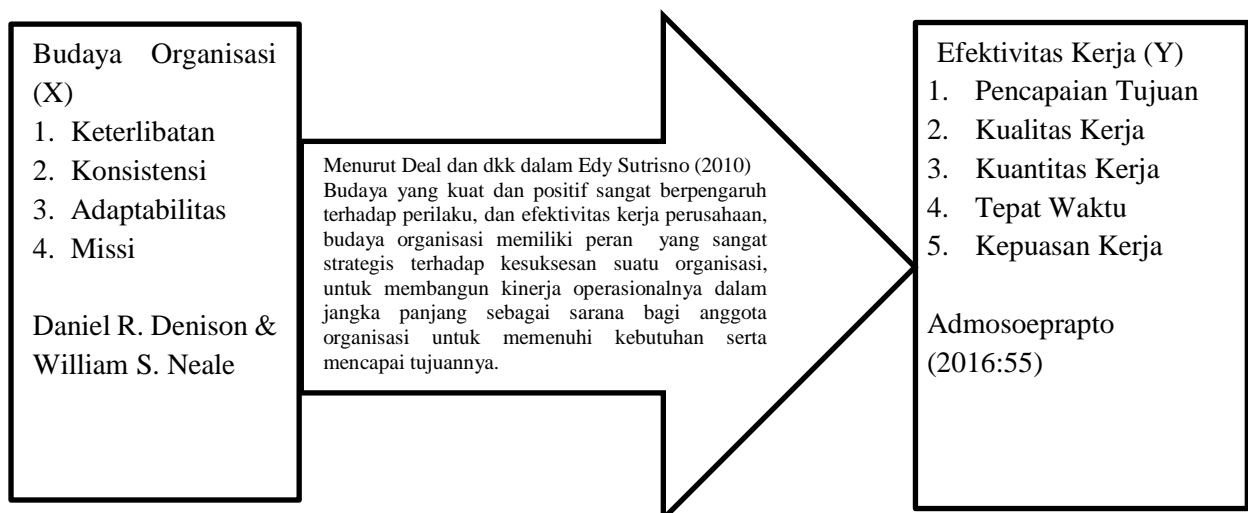 Budaya Organisasi
(X)
1. Keterlibatan
2. Konsistensi
3. Adaptabilitas
4. Missi
Daniel R. Denison &
William S. Neale
Menurut Deal dan dkk dalam Edy Sutrisno (2010)
Budaya yang kuat dan positif sangat berpengaruh
terhadap perilaku, dan efektivitas kerja perusahaan,
budaya organisasi memiliki peran yang sangat
strategis terhadap kesuksesan suatu organisasi,
untuk membangun kinerja operasionalnya dalam
jangka panjang sebagai sarana bagi anggota
organisasi untuk memenuhi kebutuhan serta
mencapai tujuannya.
Efektivitas Kerja (Y)
1. Pencapaian Tujuan
2. Kualitas Kerja
3. Kuantitas Kerja
4. Tepat Waktu
5. Kepuasan Kerja
Admosoeprapto
(2016:55)